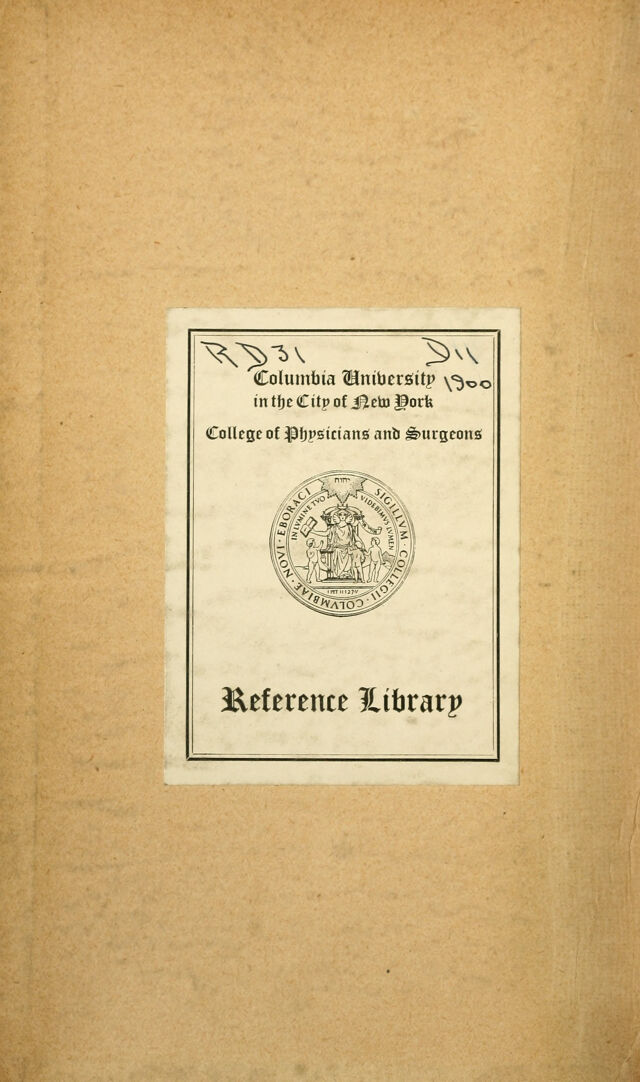 RD31 D11
Columbia University 1900
in the City of New York
College of Physicians and Surgeons
SIGILLVM · COLLEGII · COLVMBIAE · NOVI · EBORACI
IN LVMINE TVO VIDEBIMVS LVMEN
יהוה
Reference Library